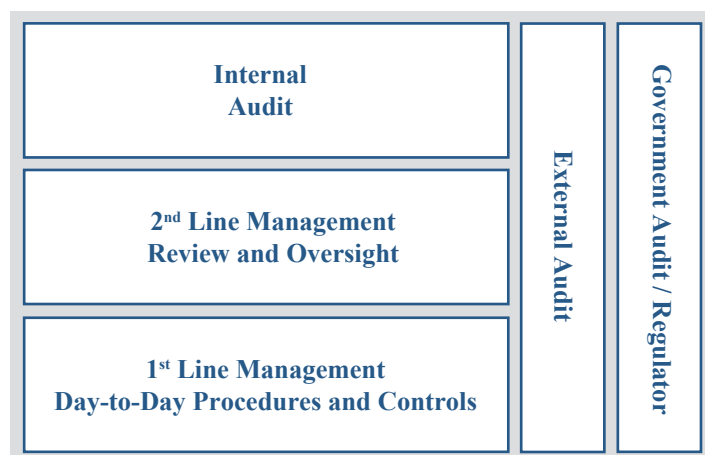 Internal
Audit
2nd Line Management
Review and Oversight
1st Line Management
Day-to-Day Procedures and Controls
External Audit
Government Audit / Regulator